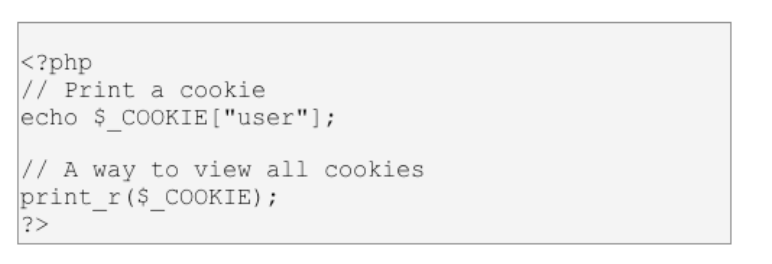 <?php
// Print a cookie
echo $_COOKIE["user"];
// A way to view all cookies
print_r($_COOKIE);
?>